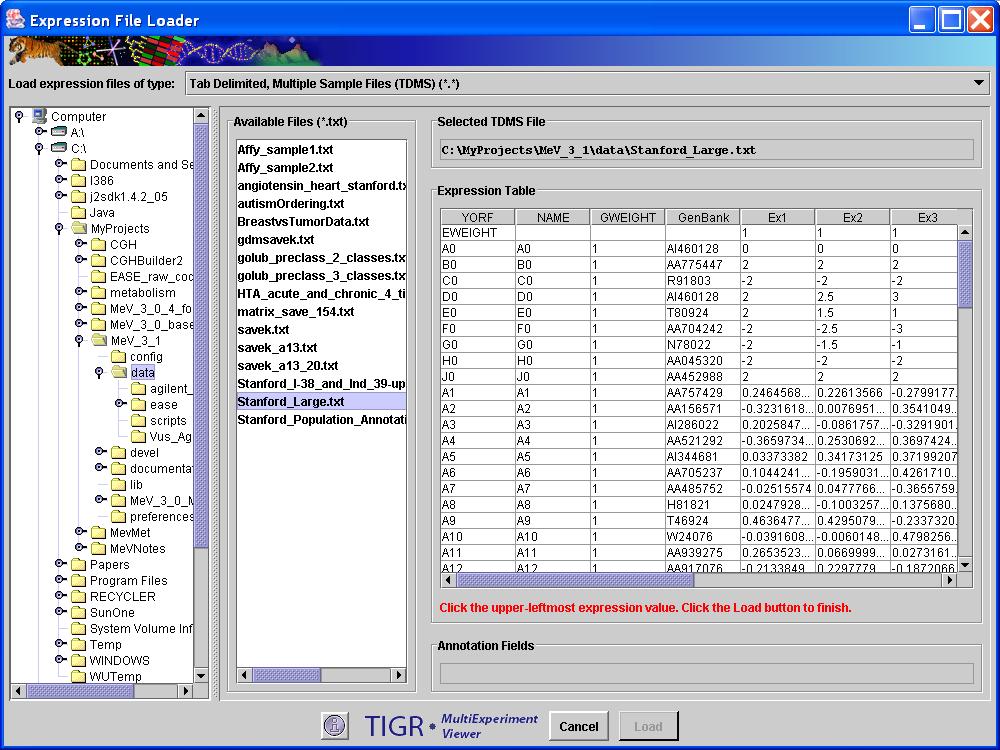 Expression File Loader
Load expression files of type: Tab Delimited, Multiple Sample Files (TDMS) (*.*)
Computer
A:\
C:\
Documents and Se
I386
j2sdk1.4.2_05
Java
MyProjects
CGH
CGHBuilder2
EASE_raw_coc
metabolism
MeV_3_0_4_fo
MeV_3_0_base
MeV_3_1
config
data
agilent_
ease
scripts
Vus_Ag
devel
documenta
lib
MeV_3_0_M
preferences
MevMet
MeVNotes
Papers
Program Files
RECYCLER
SunOne
System Volume Inf
Temp
WINDOWS
WUTemp
Available Files (*.txt)
Affy_sample1.txt
Affy_sample2.txt
angiotensin_heart_stanford.tx
autismOrdering.txt
BreastvsTumorData.txt
gdmsavek.txt
golub_preclass_2_classes.tx
golub_preclass_3_classes.tx
HTA_acute_and_chronic_4_ti
matrix_save_154.txt
savek.txt
savek_a13.txt
savek_a13_20.txt
Stanford_I-38_and_Ind_39-up
Stanford_Large.txt
Stanford_Population_Annotati
Selected TDMS File
C:\MyProjects\MeV_3_1\data\Stanford_Large.txt
Expression Table
YORF NAME GWEIGHT GenBank Ex1 Ex2 Ex3
EWEIGHT 1 1 1
A0 A0 1 AI460128 0 0 0
B0 B0 1 AA775447 2 2 2
C0 C0 1 R91803 -2 -2 -2
D0 D0 1 AI460128 2 2.5 3
E0 E0 1 T80924 2 1.5 1
F0 F0 1 AA704242 -2 -2.5 -3
G0 G0 1 N78022 -2 -1.5 -1
H0 H0 1 AA045320 -2 -2 -2
J0 J0 1 AA452988 2 2 2
A1 A1 1 AA757429 0.2464568... 0.22613566 -0.2799177
A2 A2 1 AA156571 -0.3231618... 0.0076951... 0.3541049...
A3 A3 1 AI286022 0.2025847... -0.0861757... -0.3291901...
A4 A4 1 AA521292 -0.3659734... 0.2530692... 0.3697424...
A5 A5 1 AI344681 0.03373382 0.34173125 0.37199207
A6 A6 1 AA705237 0.1044241... -0.1959031... 0.4261710...
A7 A7 1 AA485752 -0.02515574 0.0477766... -0.3655759...
A8 A8 1 H81821 0.0247928... -0.1003257... 0.1375680...
A9 A9 1 T46924 0.4636477... 0.4295079... -0.2337320...
A10 A10 1 W24076 -0.0391608... -0.0060148... 0.4798256...
A11 A11 1 AA939275 0.2653523... 0.0669999... 0.0273161...
A12 A12 1 AA917076 -0.2133849 0.2297779 -0.1872066
Click the upper-leftmost expression value. Click the Load button to finish.
Annotation Fields
TIGR • MultiExperiment
Viewer
Cancel
Load